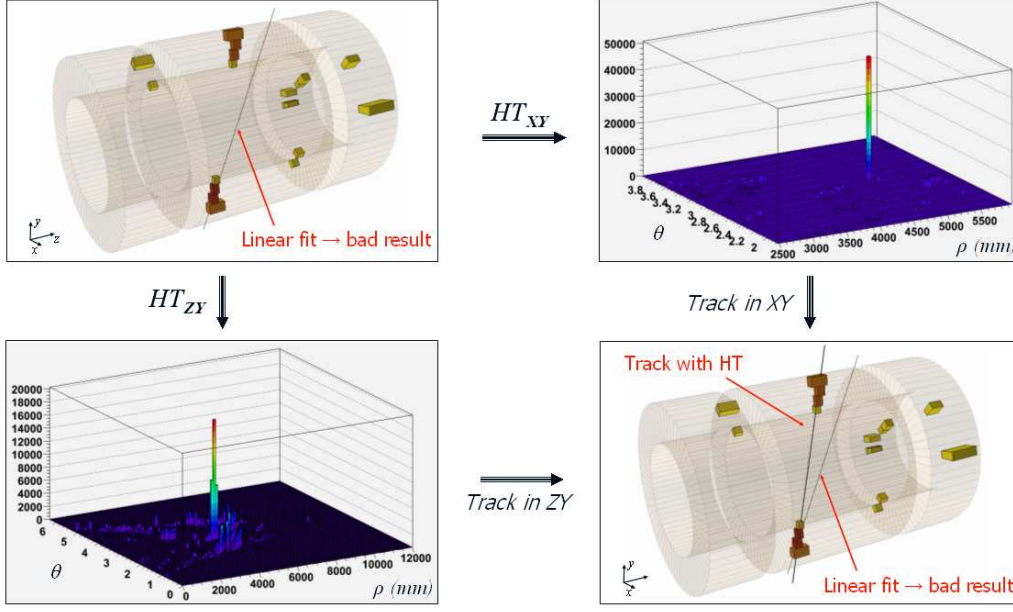 Linear fit → bad result
y
z
x
HT_XY
50000
40000
30000
20000
10000
0
3.8
3.6
3.4
3.2
3
2.8
2.6
2.4
2.2
2
2500 3000 3500 4000 4500 5000 5500
θ
ρ (mm)
HT_ZY
Track in XY
20000
18000
16000
14000
12000
10000
8000
6000
4000
2000
0
6
5
4
3
2
1
0
0 2000 4000 6000 8000 10000 12000
θ
ρ (mm)
Track in ZY
Track with HT
Linear fit → bad result
y
x